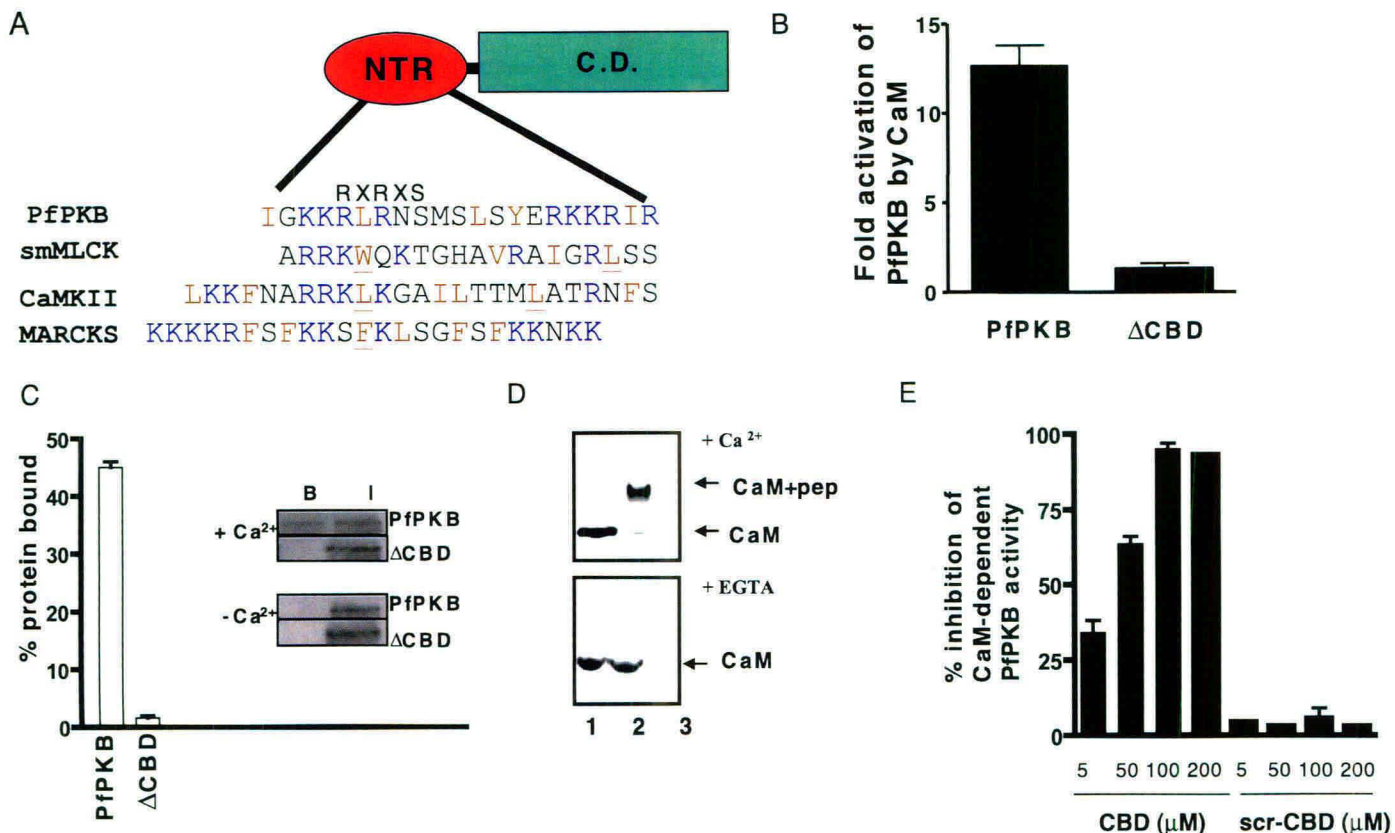 A
NTR
C.D.
RXRXS
PfPKB IGKKRLRNSMSLSYERKKRIR
smMLCK ARRKWQKTGHAVRAIGRLSS
CaMKII LKKFNARRKLKGAILTTMLATRNFS
MARCKS KKKKRFSFKKSFKLSGFSFKKNKK
B
Fold activation of
PfPKB by CaM
15
10
5
0
PfPKB ΔCBD
C
% protein bound
50
40
30
20
10
0
PfPKB ΔCBD
B I
+ Ca²⁺
PfPKB
ΔCBD
- Ca²⁺
PfPKB
ΔCBD
D
+ Ca ²⁺
CaM+pep
CaM
+ EGTA
CaM
1 2 3
E
% inhibition of
CaM-dependent
PfPKB activity
100
75
50
25
0
5 50 100 200 5 50 100 200
CBD (μM) scr-CBD (μM)